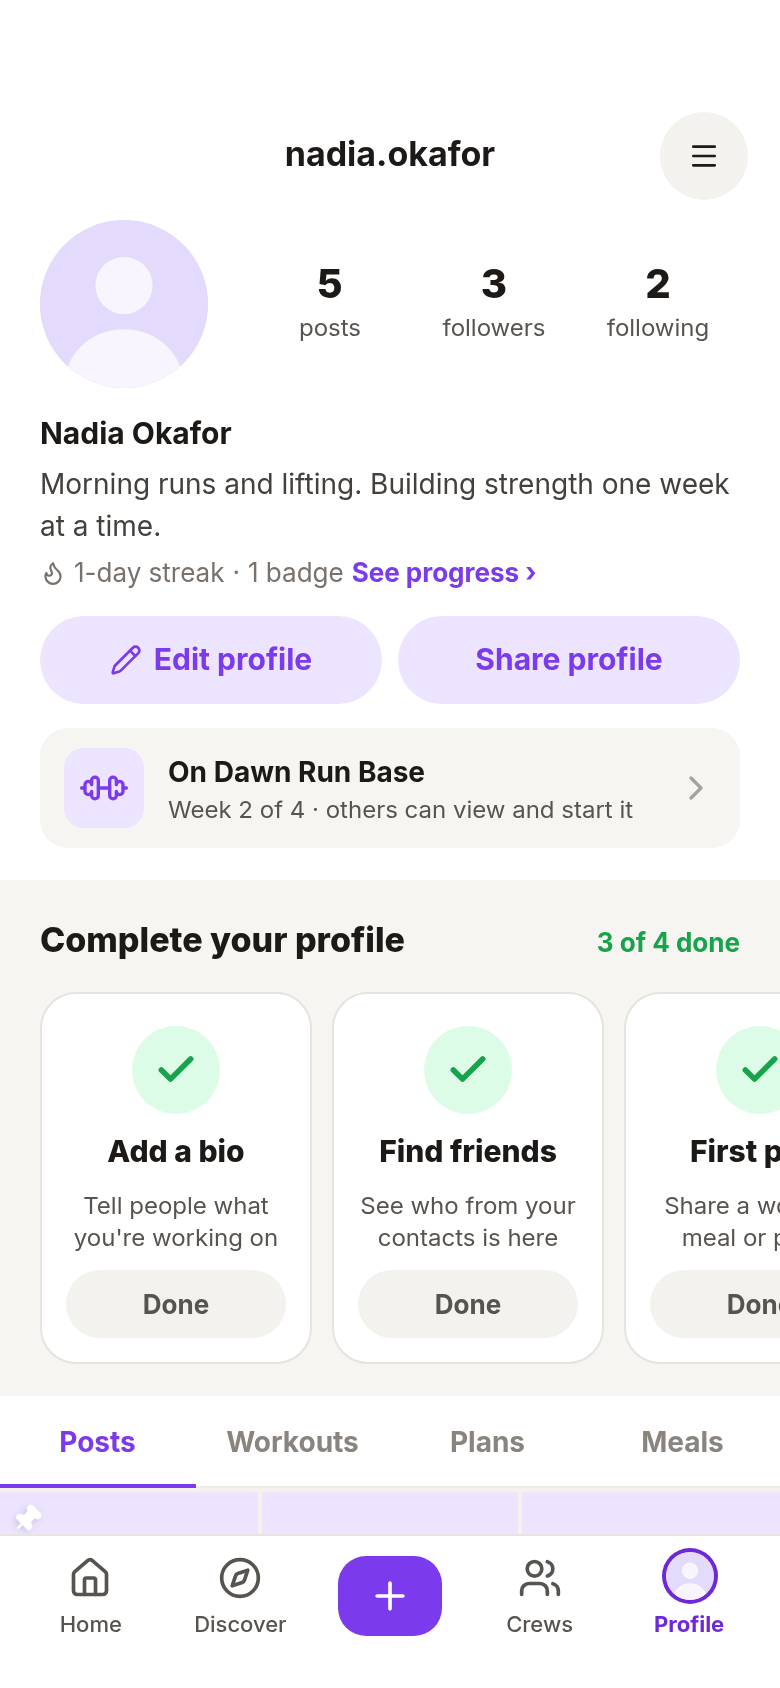 nadia.okafor
5
posts
3
followers
2
following
Nadia Okafor
Morning runs and lifting. Building strength one week
at a time.
1-day streak · 1 badge See progress ›
Edit profile
Share profile
On Dawn Run Base
Week 2 of 4 · others can view and start it
Complete your profile
3 of 4 done
Add a bio
Tell people what
you're working on
Done
Find friends
See who from your
contacts is here
Done
First
Share a
meal or
Posts
Workouts
Plans
Meals
Home
Discover
Crews
Profile